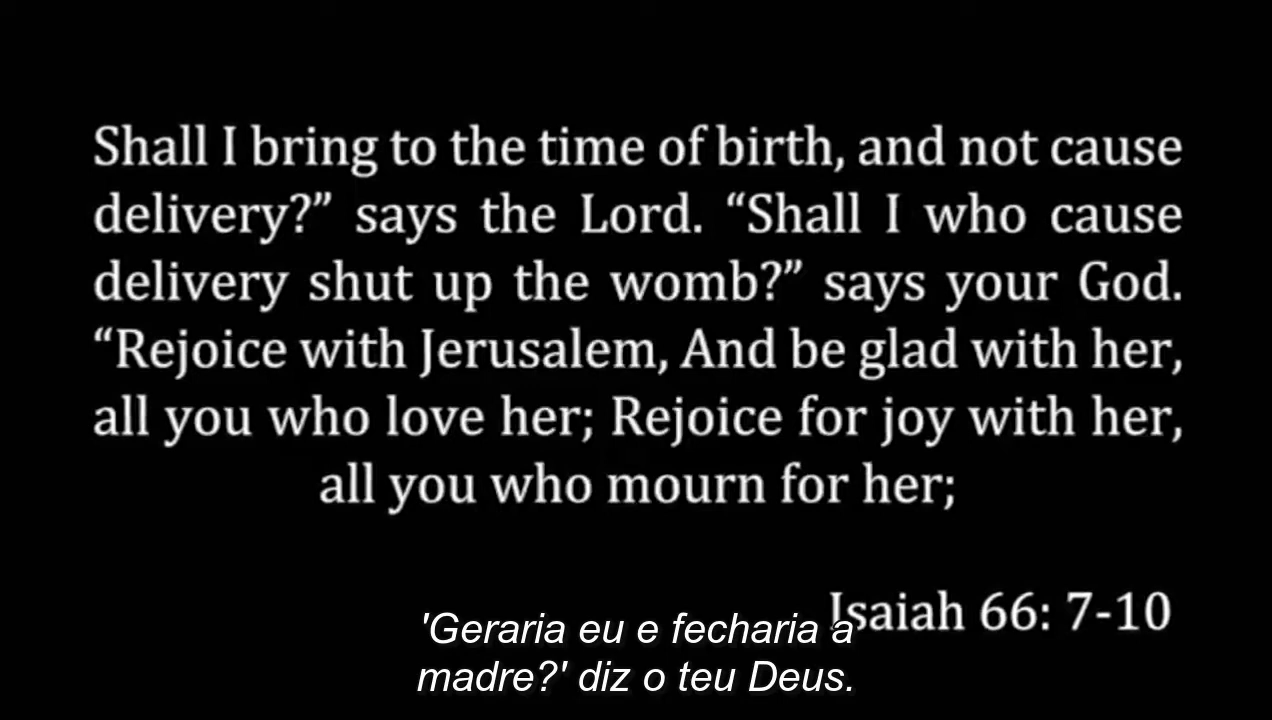 Shall I bring to the time of birth, and not cause
delivery?” says the Lord. “Shall I who cause
delivery shut up the womb?” says your God.
“Rejoice with Jerusalem, And be glad with her,
all you who love her; Rejoice for joy with her,
all you who mourn for her;
Isaiah 66: 7-10
'Geraria eu e fecharia a
madre?' diz o teu Deus.